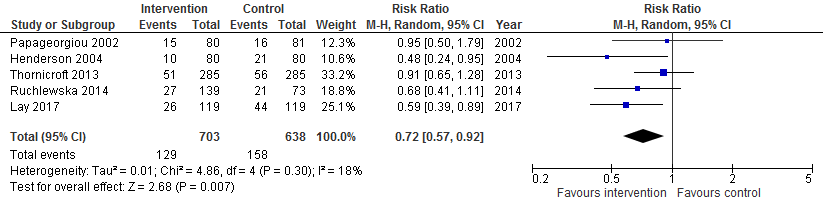 Intervention Control Risk Ratio Risk Ratio
Study or Subgroup Events Total Events Total Weight M-H, Random, 95% CI Year M-H, Random, 95% CI
Papageorgiou 2002 15 80 16 81 12.3% 0.95 [0.50, 1.79] 2002
Henderson 2004 10 80 21 80 10.6% 0.48 [0.24, 0.95] 2004
Thornicroft 2013 51 285 56 285 33.2% 0.91 [0.65, 1.28] 2013
Ruchlewska 2014 27 139 21 73 18.8% 0.68 [0.41, 1.11] 2014
Lay 2017 26 119 44 119 25.1% 0.59 [0.39, 0.89] 2017
Total (95% CI) 703 638 100.0% 0.72 [0.57, 0.92]
Total events 129 158
Heterogeneity: Tau² = 0.01; Chi² = 4.86, df = 4 (P = 0.30); I² = 18%
Test for overall effect: Z = 2.68 (P = 0.007)
0.2 0.5 1 2 5
Favours intervention Favours control